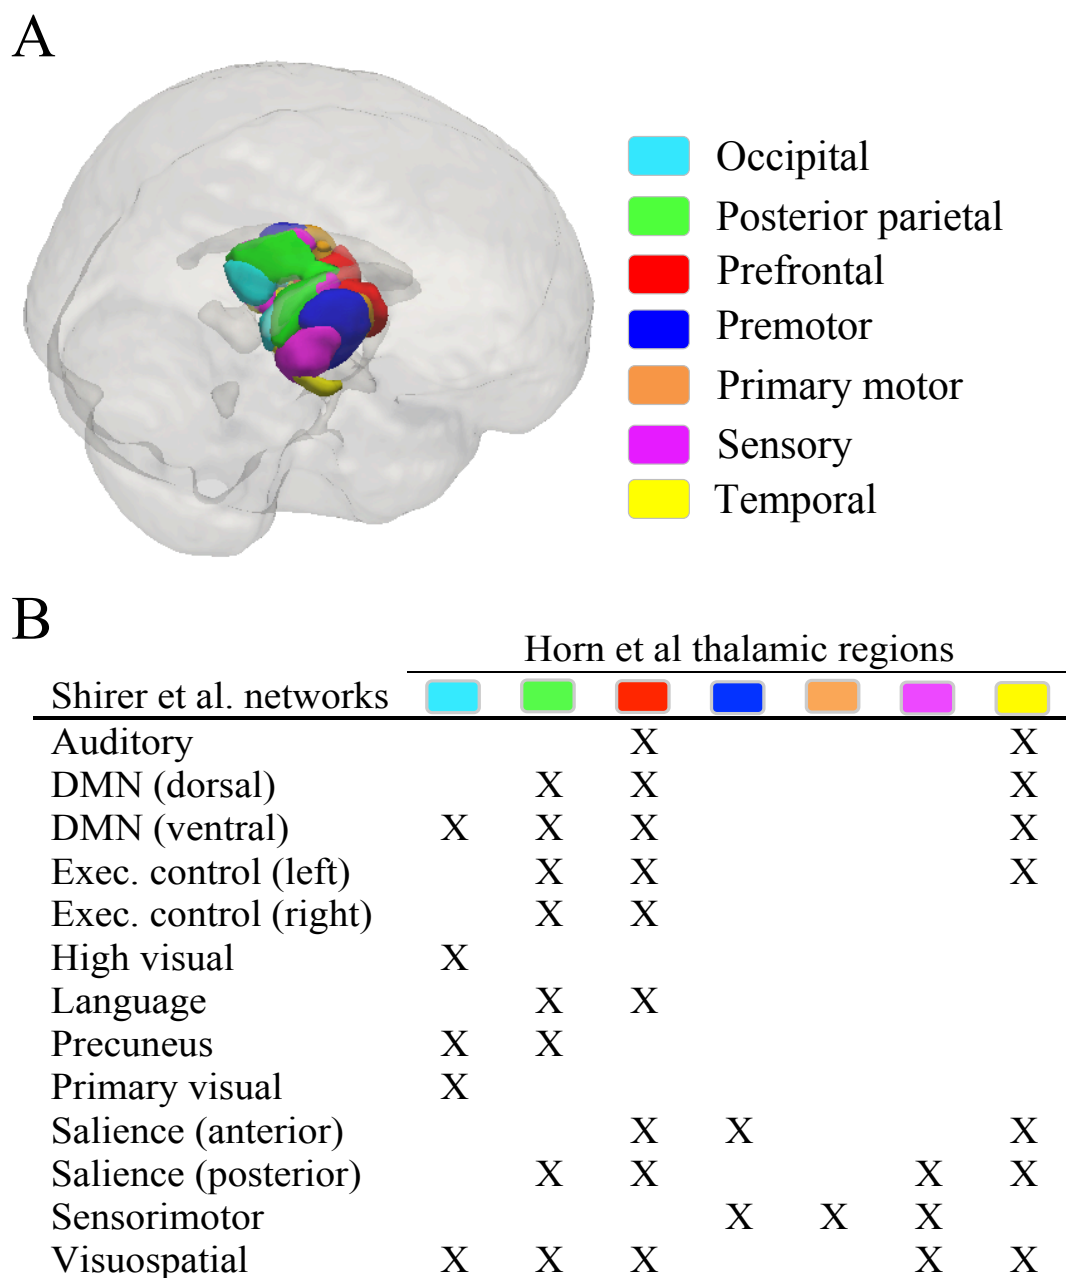 A
Occipital
Posterior parietal
Prefrontal
Premotor
Primary motor
Sensory
Temporal
B
Horn et al thalamic regions
Shirer et al. networks
Auditory X X
DMN (dorsal) X X X
DMN (ventral) X X X X
Exec. control (left) X X X
Exec. control (right) X X
High visual X
Language X X
Precuneus X X
Primary visual X
Salience (anterior) X X X
Salience (posterior) X X X X
Sensorimotor X X X
Visuospatial X X X X X